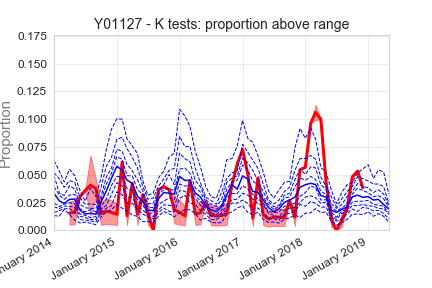 Y01127 - K tests: proportion above range
0.175
0.150
0.125
0.100
0.075
0.050
0.025
0.000
Proportion
nuary 2014
January 2015
January 2016
January 2017
January 2018
January 2019